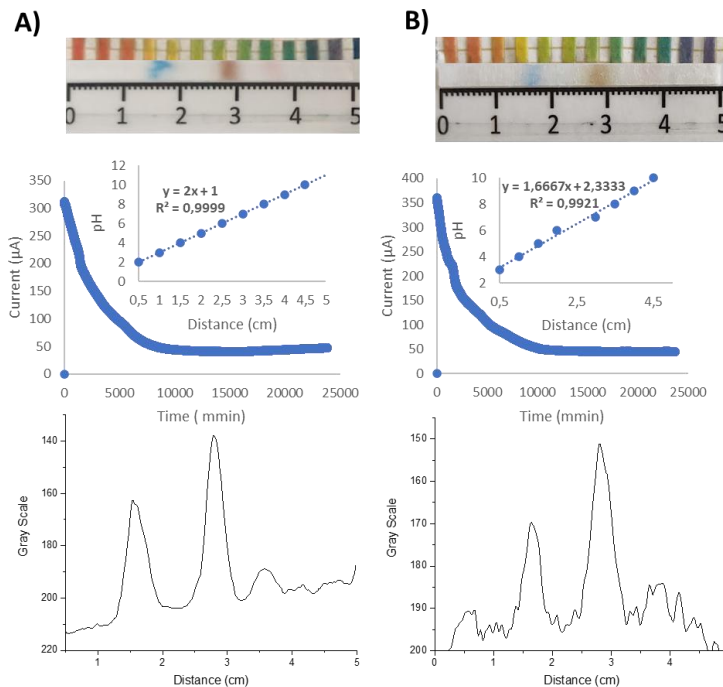 A)
B)
0 1 2 3 4 5
0 1 2 3 4 5
350
300
250
200
150
100
50
0
Current (µA)
0 5000 10000 15000 20000 25000
Time ( mmin)
12
10
8
6
4
2
0
pH
y = 2x + 1
R² = 0,9999
0,5 1 1,5 2 2,5 3 3,5 4 4,5 5
Distance (cm)
400
350
300
250
200
150
100
50
0
Current (µA)
0 5000 10000 15000 20000 25000
Time (mmin)
10
8
6
4
2
pH
y = 1,6667x + 2,3333
R² = 0,9921
0,5 2,5 4,5
Distance (cm)
140
160
180
200
220
Gray Scale
1 2 3 4 5
Distance (cm)
150
160
170
180
190
200
Gray Scale
0 1 2 3 4
Distance (cm)